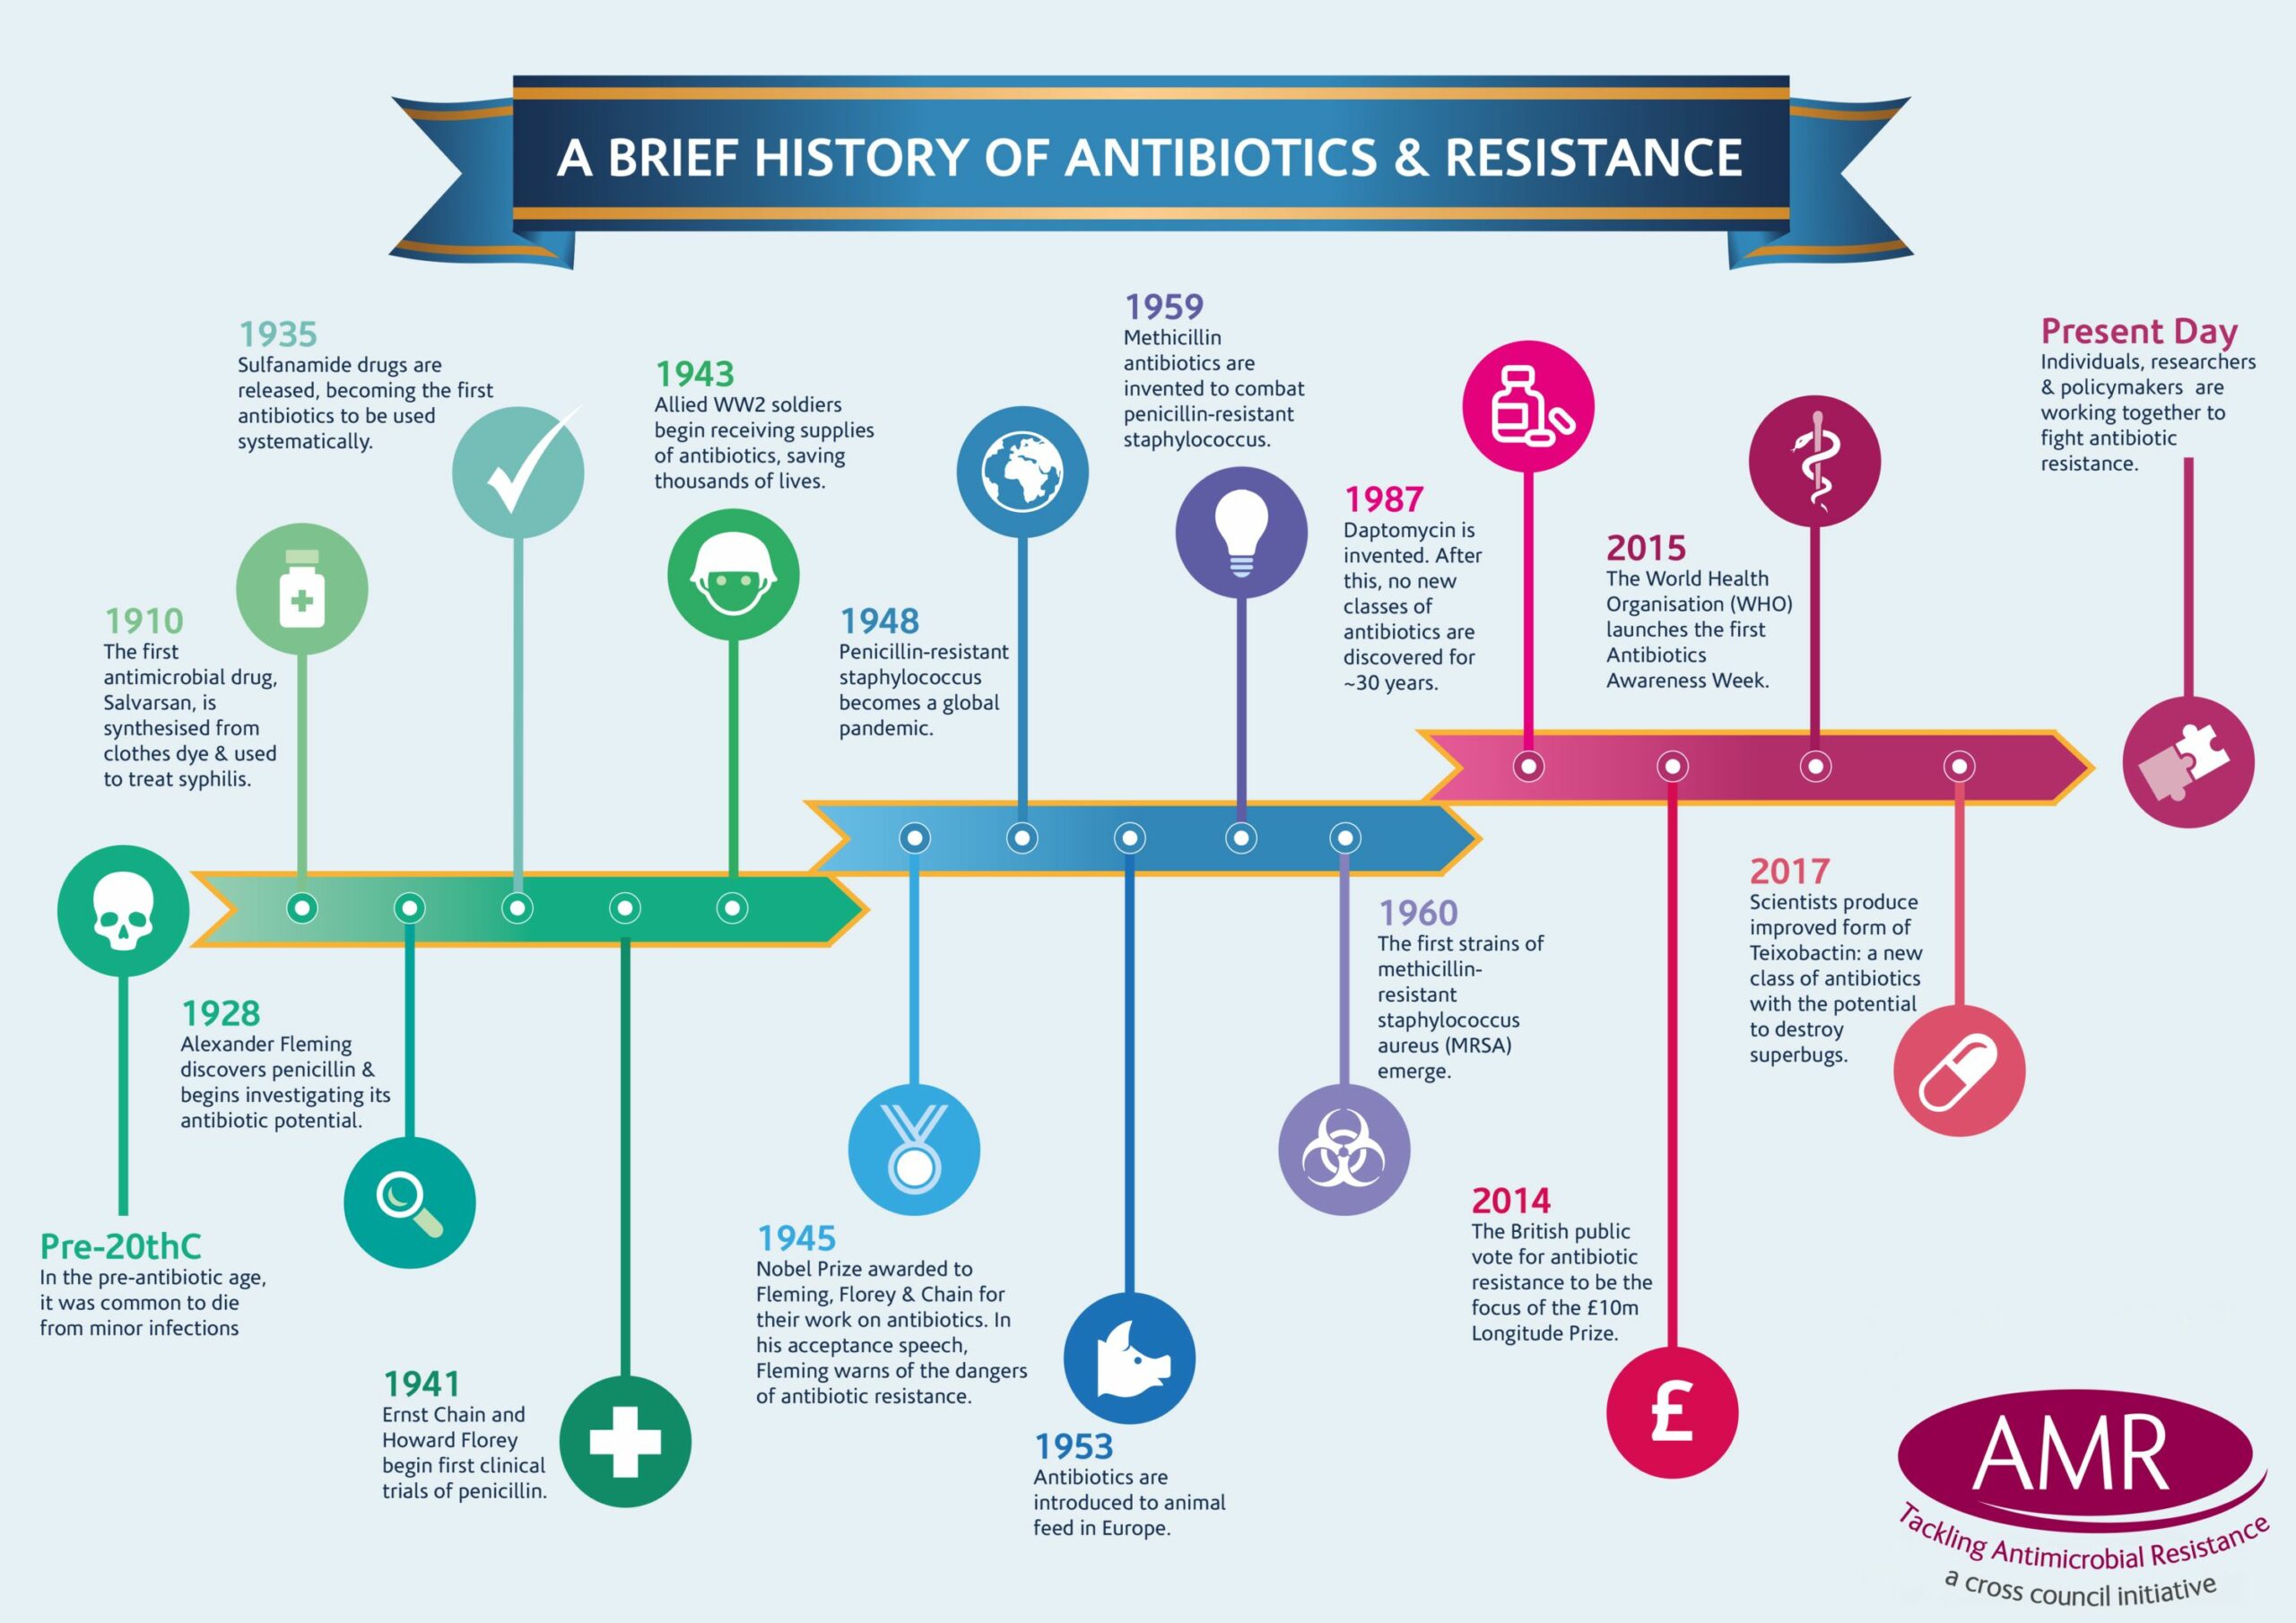 A BRIEF HISTORY OF ANTIBIOTICS & RESISTANCE
Pre-20thC
In the pre-antibiotic age,
it was common to die
from minor infections
1910
The first
antimicrobial drug,
Salvarsan, is
synthesised from
clothes dye & used
to treat syphilis.
1928
Alexander Fleming
discovers penicillin &
begins investigating its
antibiotic potential.
1935
Sulfanamide drugs are
released, becoming the first
antibiotics to be used
systematically.
1941
Ernst Chain and
Howard Florey
begin first clinical
trials of penicillin.
1943
Allied WW2 soldiers
begin receiving supplies
of antibiotics, saving
thousands of lives.
1945
Nobel Prize awarded to
Fleming, Florey & Chain for
their work on antibiotics. In
his acceptance speech,
Fleming warns of the dangers
of antibiotic resistance.
1948
Penicillin-resistant
staphylococcus
becomes a global
pandemic.
1953
Antibiotics are
introduced to animal
feed in Europe.
1959
Methicillin
antibiotics are
invented to combat
penicillin-resistant
staphylococcus.
1960
The first strains of
methicillin-
resistant
staphylococcus
aureus (MRSA)
emerge.
1987
Daptomycin is
invented. After
this, no new
classes of
antibiotics are
discovered for
~30 years.
2014
The British public
vote for antibiotic
resistance to be the
focus of the £10m
Longitude Prize.
£
2015
The World Health
Organisation (WHO)
launches the first
Antibiotics
Awareness Week.
2017
Scientists produce
improved form of
Teixobactin: a new
class of antibiotics
with the potential
to destroy
superbugs.
Present Day
Individuals, researchers
& policymakers are
working together to
fight antibiotic
resistance.
AMR
Tackling Antimicrobial Resistance
a cross council initiative